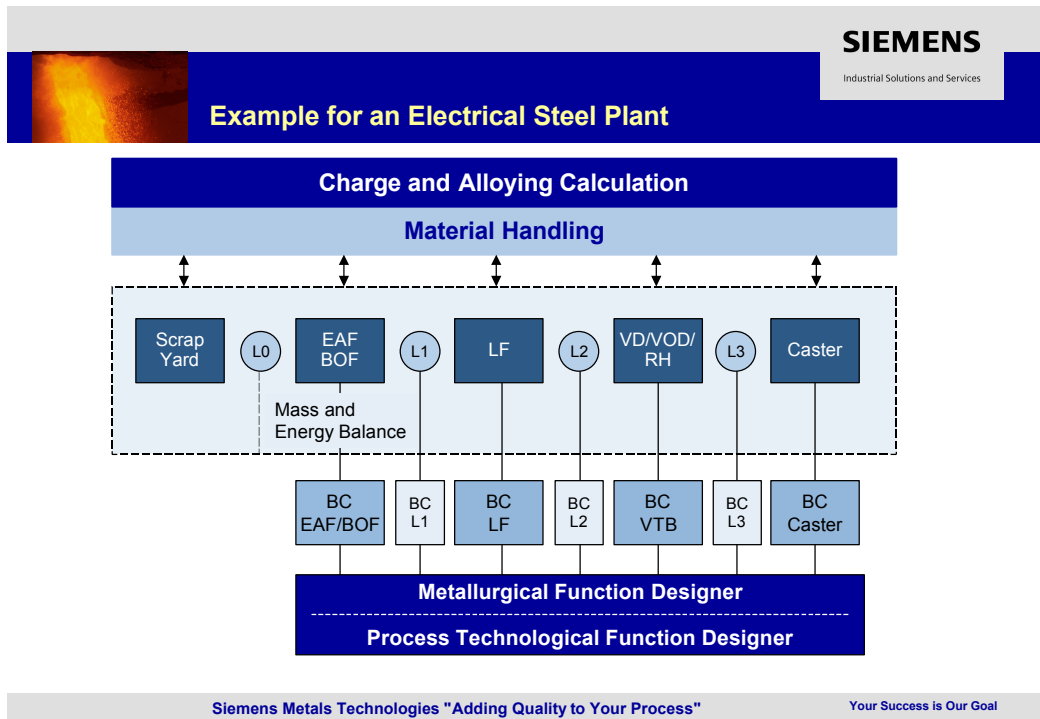 SIEMENS
Industrial Solutions and Services
Example for an Electrical Steel Plant
Charge and Alloying Calculation
Material Handling
Scrap
Yard
L0
EAF
BOF
L1
LF
L2
VD/VOD/
RH
L3
Caster
Mass and
Energy Balance
BC
EAF/BOF
BC
L1
BC
LF
BC
L2
BC
VTB
BC
L3
BC
Caster
Metallurgical Function Designer
Process Technological Function Designer
Siemens Metals Technologies "Adding Quality to Your Process"
Your Success is Our Goal